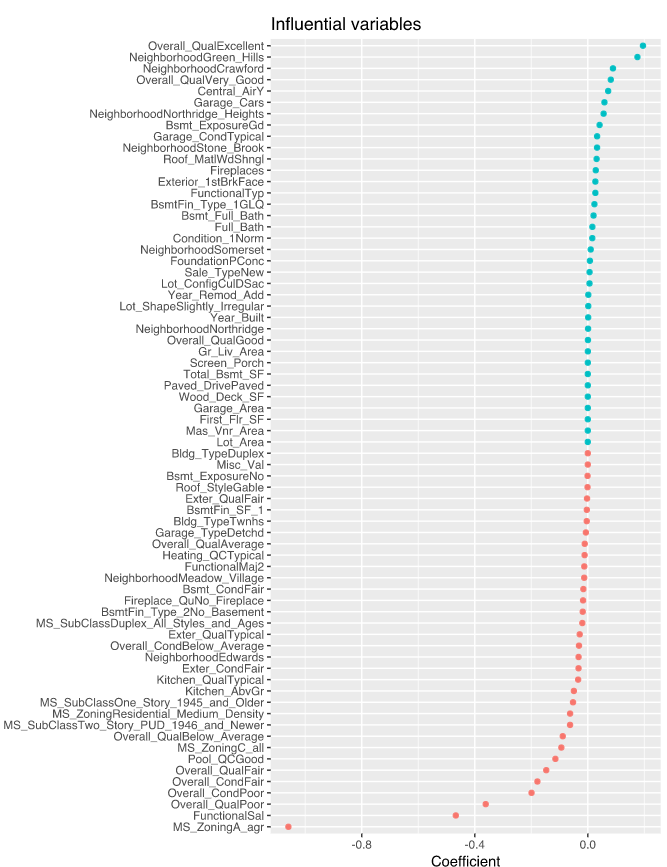 Influential variables
Overall_QualExcellent
NeighborhoodGreen_Hills
NeighborhoodCrawford
Overall_QualVery_Good
Central_AirY
Garage_Cars
NeighborhoodNorthridge_Heights
Bsmt_ExposureGd
Garage_CondTypical
NeighborhoodStone_Brook
Roof_MatlWdShngl
Fireplaces
Exterior_1stBrkFace
FunctionalTyp
BsmtFin_Type_1GLQ
Bsmt_Full_Bath
Full_Bath
Condition_1Norm
NeighborhoodSomerset
FoundationPConc
Sale_TypeNew
Lot_ConfigCulDSac
Year_Remod_Add
Lot_ShapeSlightly_Irregular
Year_Built
NeighborhoodNorthridge
Overall_QualGood
Gr_Liv_Area
Screen_Porch
Total_Bsmt_SF
Paved_DrivePaved
Wood_Deck_SF
Garage_Area
First_Flr_SF
Mas_Vnr_Area
Lot_Area
Bldg_TypeDuplex
Misc_Val
Bsmt_ExposureNo
Roof_StyleGable
Exter_QualFair
BsmtFin_SF_1
Bldg_TypeTwnhs
Garage_TypeDetchd
Overall_QualAverage
Heating_QCTypical
FunctionalMaj2
NeighborhoodMeadow_Village
Bsmt_CondFair
Fireplace_QuNo_Fireplace
BsmtFin_Type_2No_Basement
MS_SubClassDuplex_All_Styles_and_Ages
Exter_QualTypical
Overall_CondBelow_Average
NeighborhoodEdwards
Exter_CondFair
Kitchen_QualTypical
Kitchen_AbvGr
MS_SubClassOne_Story_1945_and_Older
MS_ZoningResidential_Medium_Density
MS_SubClassTwo_Story_PUD_1946_and_Newer
Overall_QualBelow_Average
MS_ZoningC_all
Pool_QCGood
Overall_QualFair
Overall_CondFair
Overall_CondPoor
Overall_QualPoor
FunctionalSal
MS_ZoningA_agr
-0.8 -0.4 0.0
Coefficient